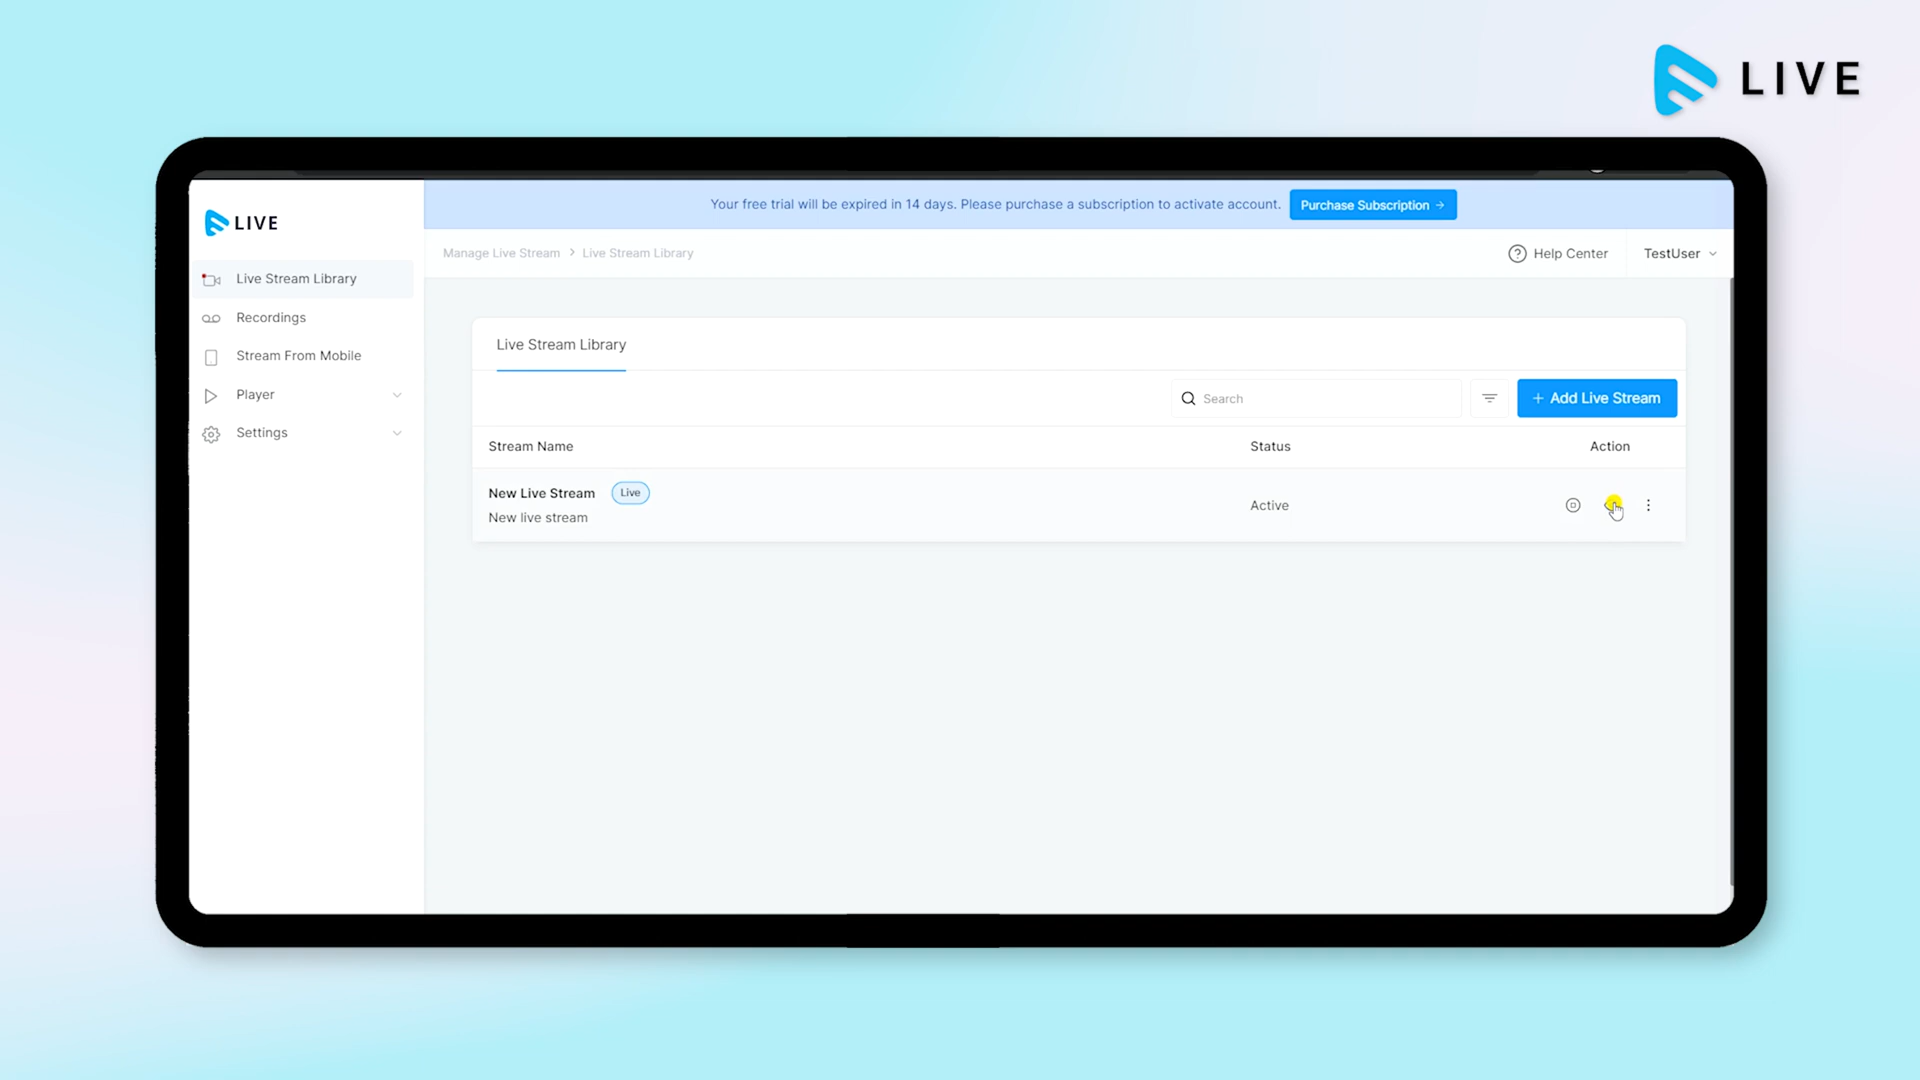 LIVE
LIVE
Your free trial will be expired in 14 days. Please purchase a subscription to activate account.
Purchase Subscription →
Manage Live Stream > Live Stream Library
Help Center
TestUser
Live Stream Library
Recordings
Stream From Mobile
Player
Settings
Live Stream Library
Search
+ Add Live Stream
Stream Name
Status
Action
New Live Stream
Live
New live stream
Active